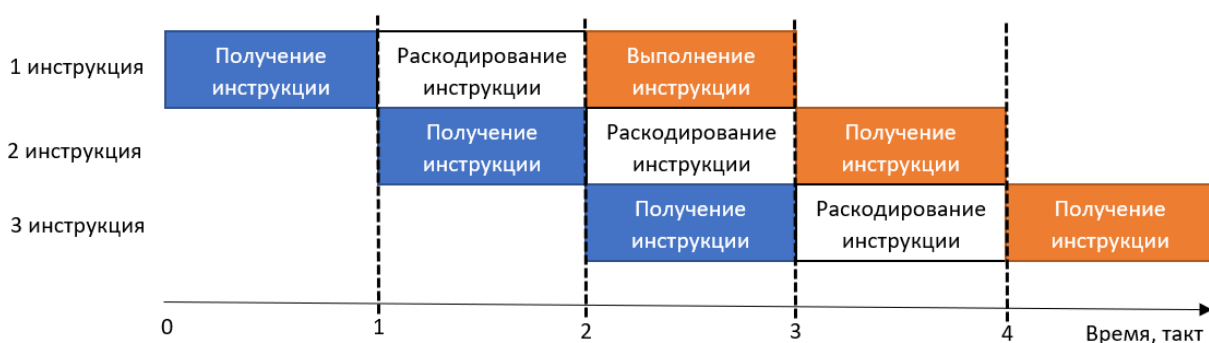 1 инструкция
Получение
инструкции
Раскодирование
инструкции
Выполнение
инструкции
2 инструкция
Получение
инструкции
Раскодирование
инструкции
Получение
инструкции
3 инструкция
Получение
инструкции
Раскодирование
инструкции
Получение
инструкции
0 1 2 3 4 Время, такт